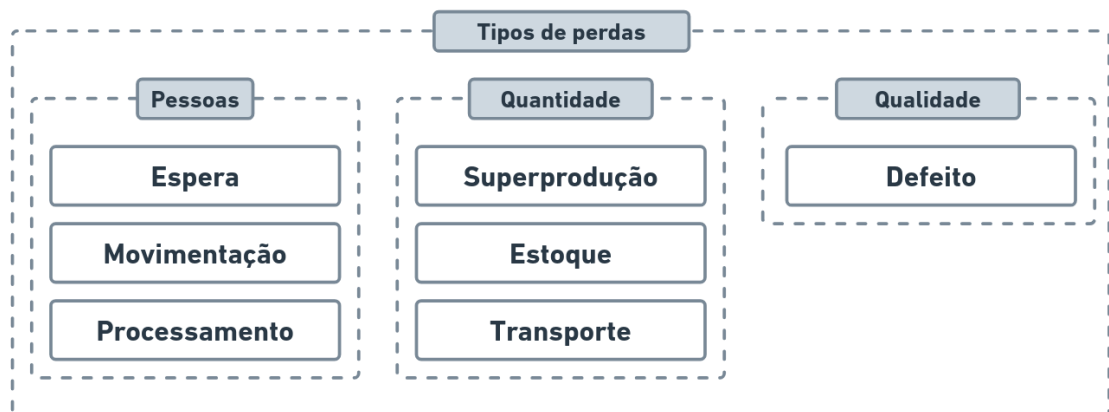 Tipos de perdas
Pessoas
Espera
Movimentação
Processamento
Quantidade
Superprodução
Estoque
Transporte
Qualidade
Defeito